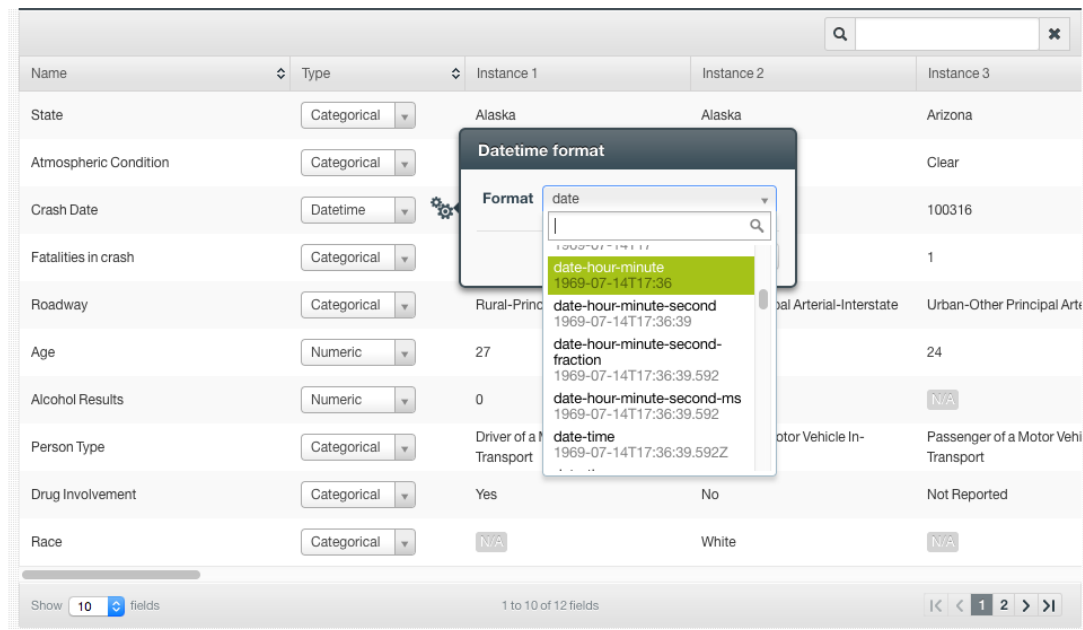 Name Type Instance 1 Instance 2 Instance 3
State Categorical Alaska Alaska Arizona
Datetime format
Atmospheric Condition Categorical Clear
Format date
Crash Date Datetime 100316
Fatalities in crash Categorical 1
date-hour-minute
1969-07-14T17:36
Roadway Categorical Rural-Princ pal Arterial-Interstate Urban-Other Principal Arte
date-hour-minute-second
1969-07-14T17:36:39
Age Numeric 27 24
date-hour-minute-second-
fraction
1969-07-14T17:36:39.592
Alcohol Results Numeric 0 N/A
date-hour-minute-second-ms
1969-07-14T17:36:39.592
Person Type Categorical Driver of a M otor Vehicle In- Passenger of a Motor Vehi
Transport Transport
date-time
1969-07-14T17:36:39.592Z
Drug Involvement Categorical Yes No Not Reported
Race Categorical N/A White N/A
Show 10 fields 1 to 10 of 12 fields 1 2